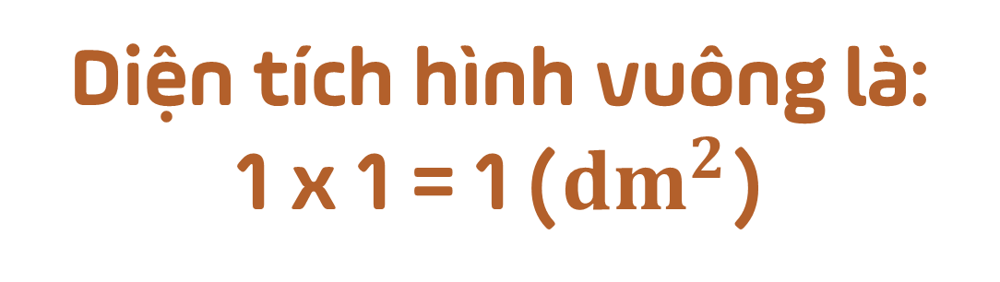 Diện tích hình vuông là:
1 x 1 = 1 (dm²)